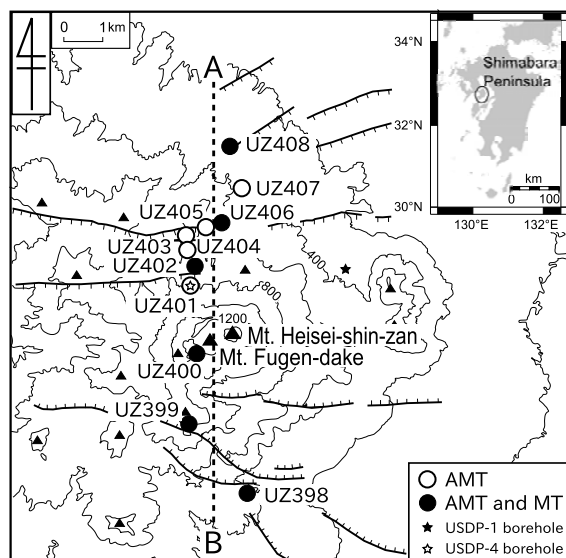 0 1km
A
34°N
Shimabara
Peninsula
32°N
30°N
km
0 100
130°E 132°E
UZ408
UZ407
UZ405
UZ406
UZ403
UZ404
UZ402
UZ401
400
800
1200
Mt. Heisei-shin-zan
Mt. Fugen-dake
UZ400
UZ399
UZ398
B
AMT
AMT and MT
USDP-1 borehole
USDP-4 borehole